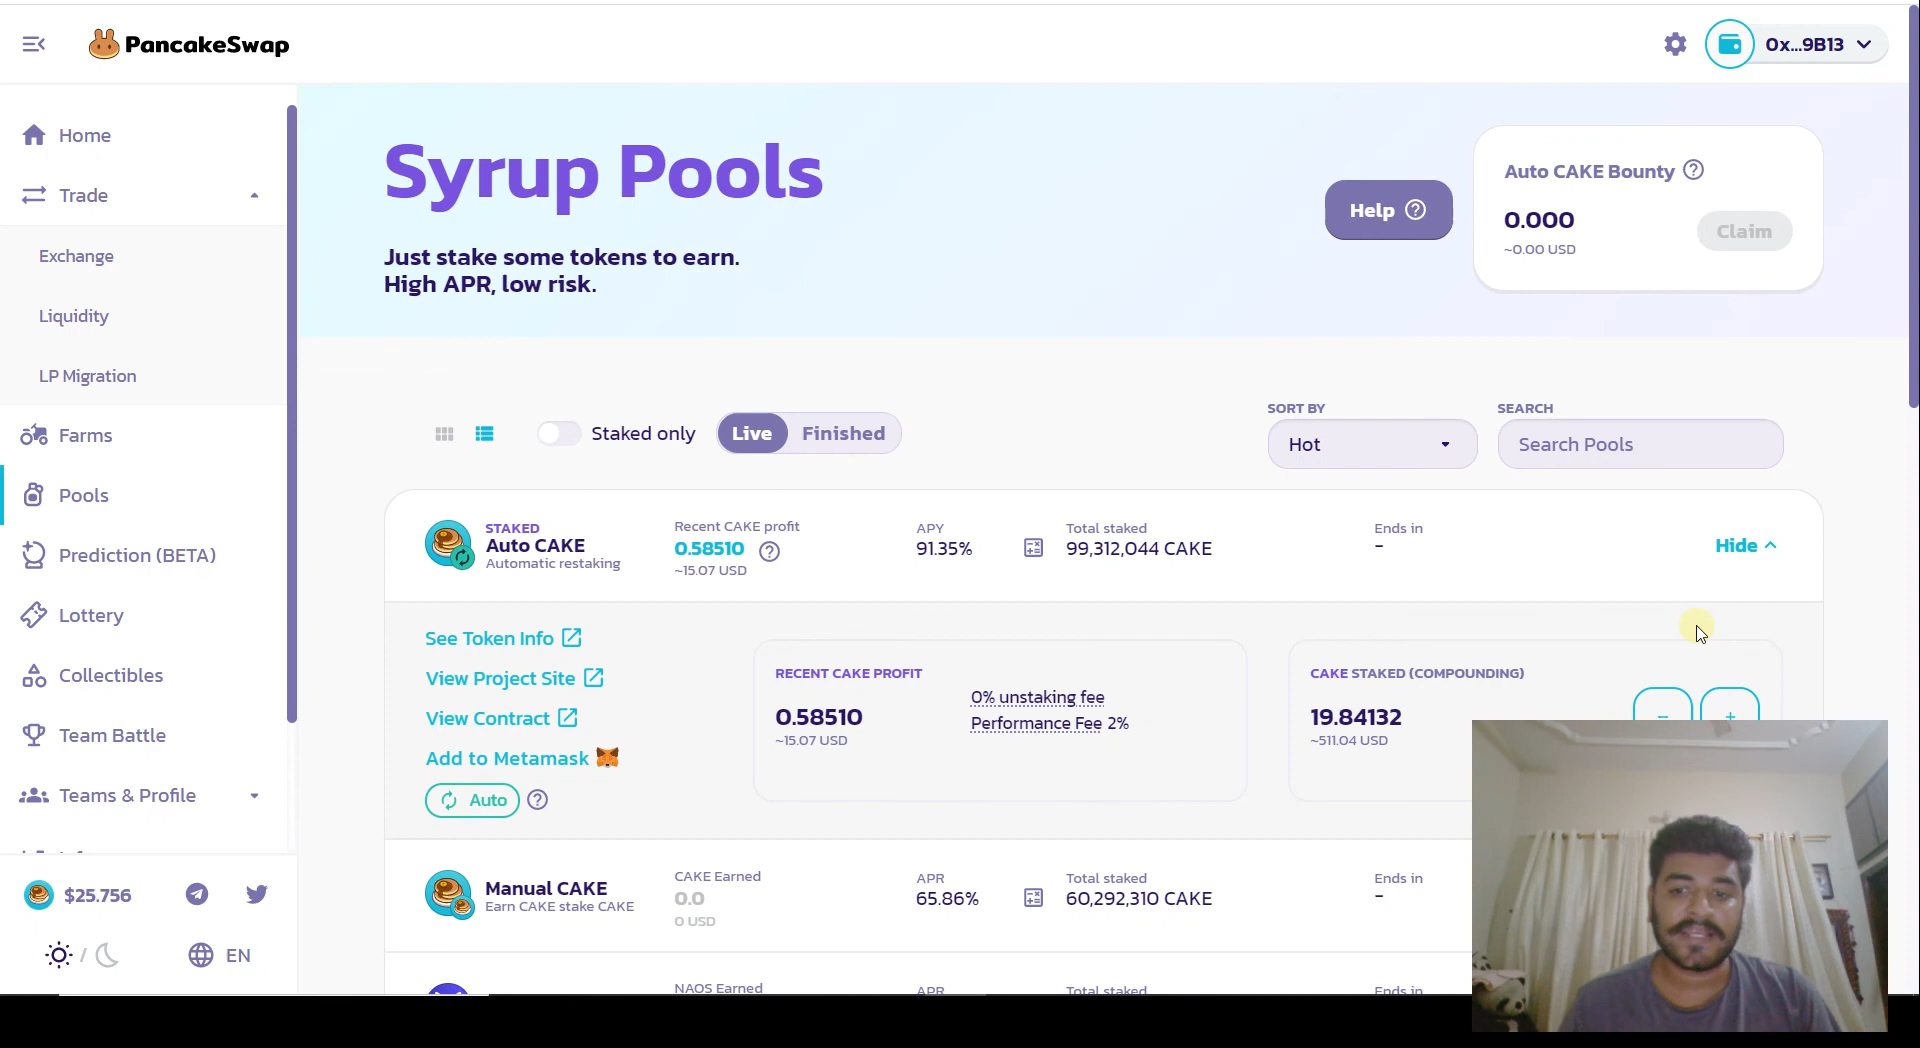 PancakeSwap
0x...9B13
Home
Trade
Exchange
Liquidity
LP Migration
Farms
Pools
Prediction (BETA)
Lottery
Collectibles
Team Battle
Teams & Profile
$25.756
/
EN
Syrup Pools
Just stake some tokens to earn.
High APR, low risk.
Help
Auto CAKE Bounty
0.000
~0.00 USD
Claim
Staked only
Live
Finished
SORT BY
Hot
SEARCH
Search Pools
STAKED
Auto CAKE
Automatic restaking
Recent CAKE profit
0.58510
~15.07 USD
APY
91.35%
Total staked
99,312,044 CAKE
Ends in
-
Hide
See Token Info
View Project Site
View Contract
Add to Metamask
Auto
RECENT CAKE PROFIT
0.58510
~15.07 USD
0% unstaking fee
Performance Fee 2%
CAKE STAKED (COMPOUNDING)
19.84132
~511.04 USD
-
+
Manual CAKE
Earn CAKE stake CAKE
CAKE Earned
0.0
0 USD
APR
65.86%
Total staked
60,292,310 CAKE
Ends in
-
NAOS Earned
APR
Total staked
Ends in